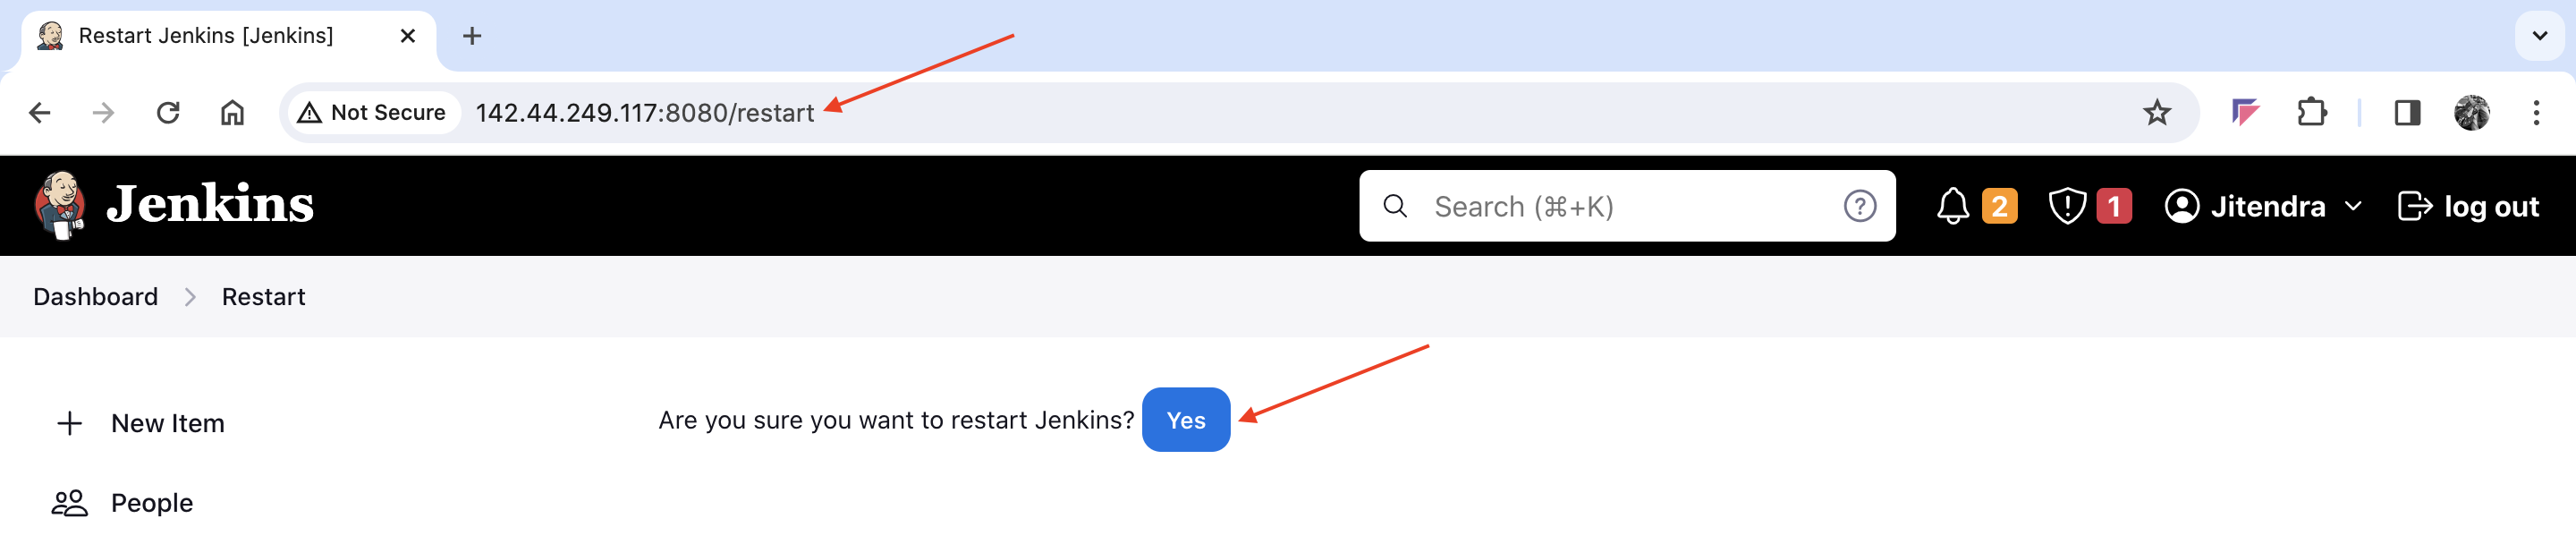 Restart Jenkins [Jenkins]
Not Secure 142.44.249.117:8080/restart
Jenkins Search (⌘+K) 2 1 Jitendra log out
Dashboard Restart
Are you sure you want to restart Jenkins? Yes
New Item
People